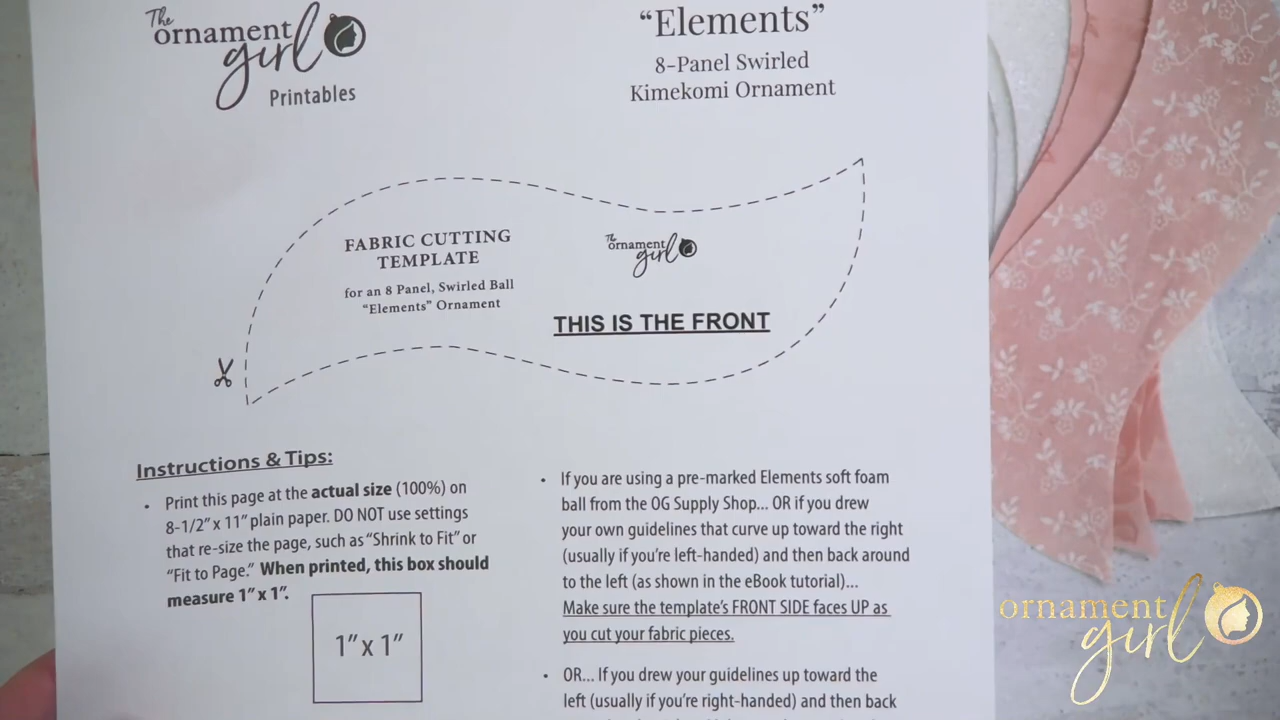 The
ornament
girl
Printables
“Elements”
8-Panel Swirled
Kimekomi Ornament
FABRIC CUTTING
TEMPLATE
for an 8 Panel, Swirled Ball
“Elements” Ornament
The
ornament
girl
THIS IS THE FRONT
Instructions & Tips:
• Print this page at the actual size (100%) on
8-1/2” x 11” plain paper. DO NOT use settings
that re-size the page, such as “Shrink to Fit” or
“Fit to Page.” When printed, this box should
measure 1” x 1”.
1” x 1”
• If you are using a pre-marked Elements soft foam
ball from the OG Supply Shop... OR if you drew
your own guidelines that curve up toward the right
(usually if you’re left-handed) and then back around
to the left (as shown in the eBook tutorial)...
Make sure the template’s FRONT SIDE faces UP as
you cut your fabric pieces.
• OR... If you drew your guidelines up toward the
left (usually if you’re right-handed) and then back
ornament
girl